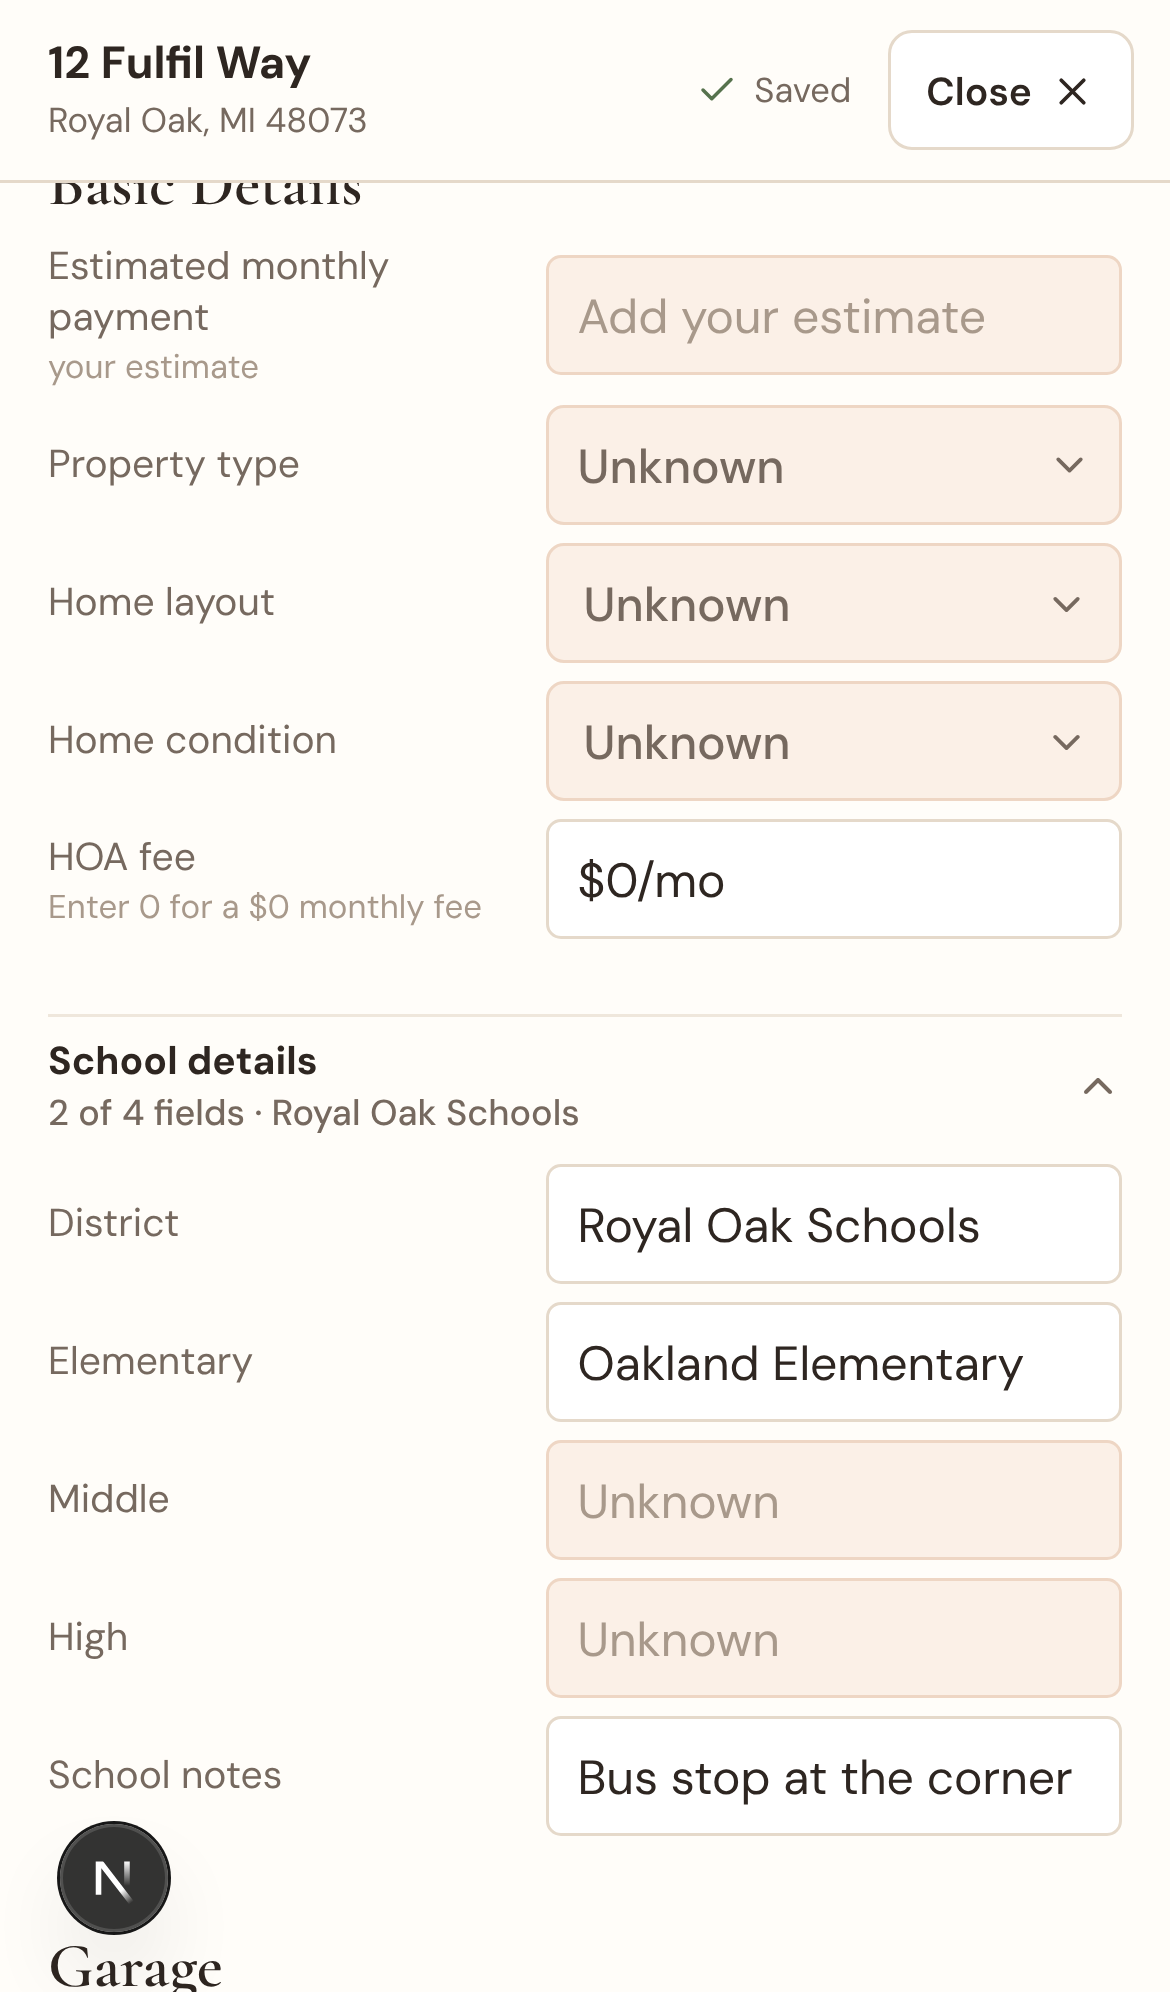 12 Fulfil Way
Royal Oak, MI 48073
Saved
Close
Basic Details
Estimated monthly
payment
your estimate
Add your estimate
Property type
Unknown
Home layout
Unknown
Home condition
Unknown
HOA fee
Enter 0 for a $0 monthly fee
$0/mo
School details
2 of 4 fields · Royal Oak Schools
District
Royal Oak Schools
Elementary
Oakland Elementary
Middle
Unknown
High
Unknown
School notes
Bus stop at the corner
N
Garage